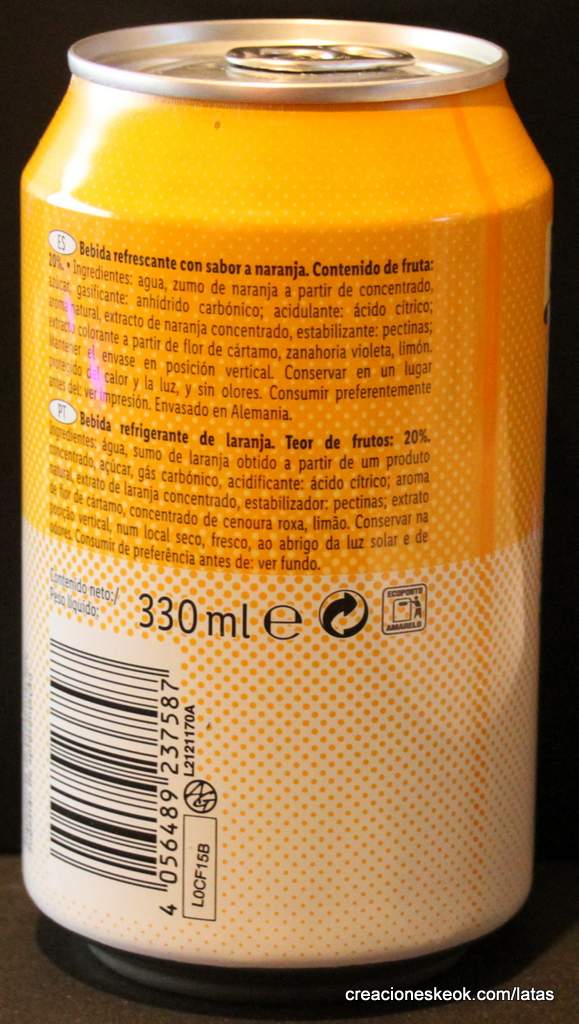 ES Bebida refrescante con sabor a naranja. Contenido de fruta:
20%. • Ingredientes: agua, zumo de naranja a partir de concentrado,
azúcar, gasificante: anhídrido carbónico; acidulante: ácido cítrico;
aroma natural, extracto de naranja concentrado, estabilizante: pectinas;
extracto colorante a partir de flor de cártamo, zanahoria violeta, limón.
Mantener el envase en posición vertical. Conservar en un lugar
protegido del calor y la luz, y sin olores. Consumir preferentemente
antes del: ver impresión. Envasado en Alemania.
PT Bebida refrigerante de laranja. Teor de frutos: 20%.
Ingredientes: água, sumo de laranja obtido a partir de um produto
concentrado, açúcar, gás carbónico, acidificante: ácido cítrico; aroma
natural, extrato de laranja concentrado, estabilizador: pectinas; extrato
de flor de cártamo, concentrado de cenoura roxa, limão. Conservar na
posição vertical, num local seco, fresco, ao abrigo da luz solar e de
odores. Consumir de preferência antes de: ver fundo.
Contenido neto:/
Peso líquido:
330 ml e
ECOPONTO
AMARELO
4 056489 237587
L2121170A
L0CF15B
creacioneskeok.com/latas